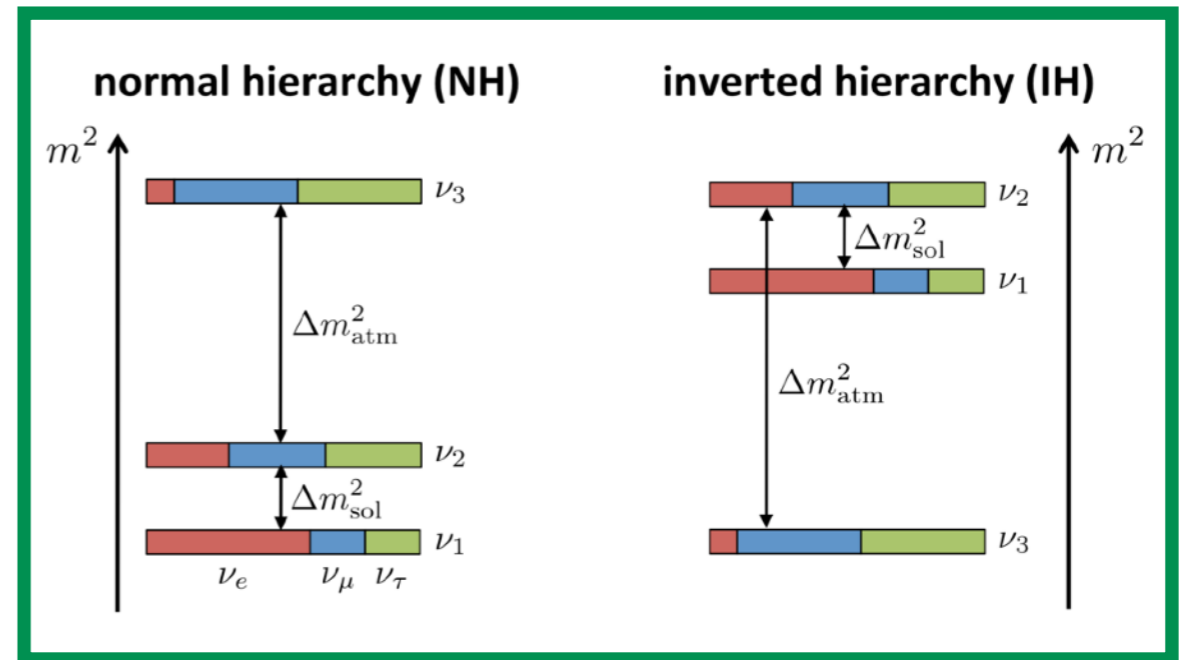 normal hierarchy (NH)
m²
ν₃
Δm²atm
ν₂
Δm²sol
ν₁
νe νμ ντ
inverted hierarchy (IH)
m²
ν₂
Δm²sol
ν₁
Δm²atm
ν₃